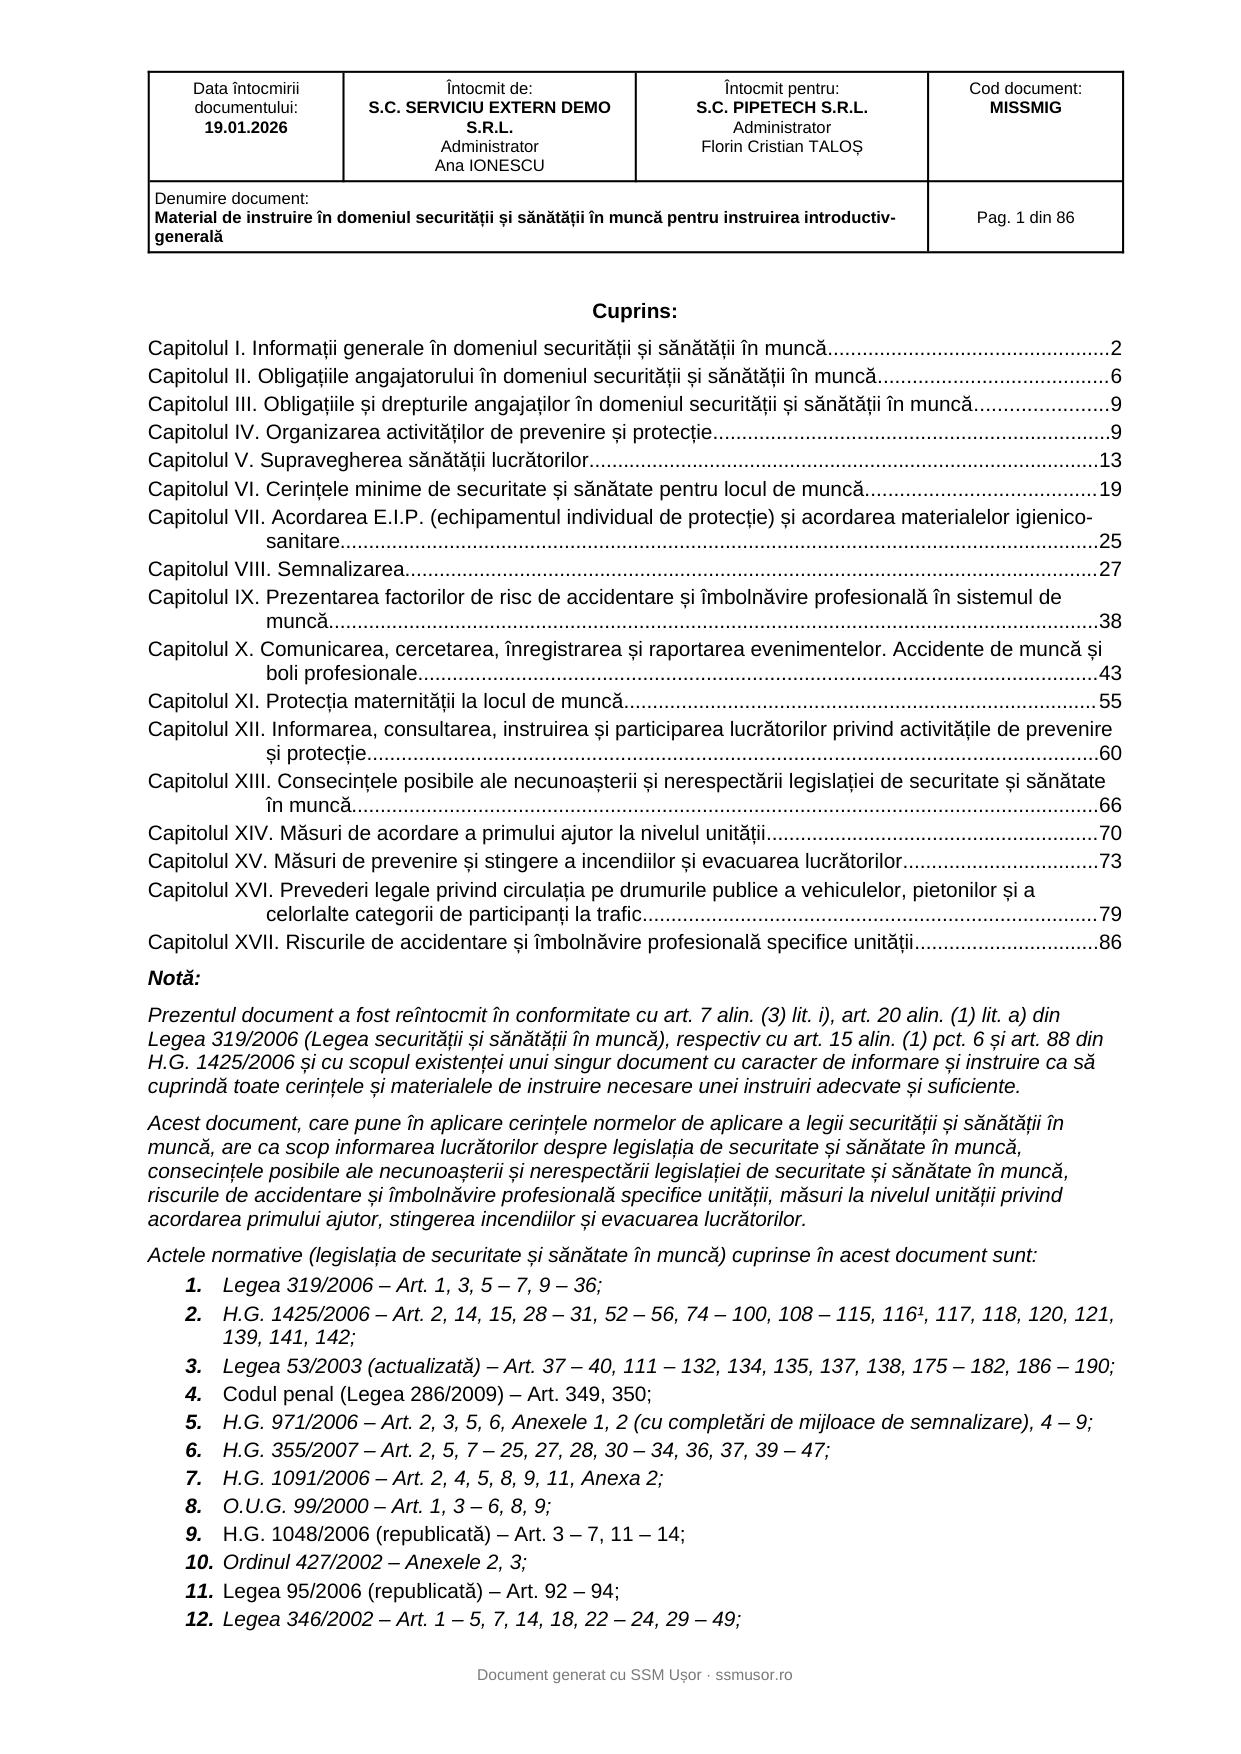 Data întocmirii
documentului:
19.01.2026
Întocmit de:
S.C. SERVICIU EXTERN DEMO
S.R.L.
Administrator
Ana IONESCU
Întocmit pentru:
S.C. PIPETECH S.R.L.
Administrator
Florin Cristian TALOȘ
Cod document:
MISSMIG
Denumire document:
Material de instruire în domeniul securității și sănătății în muncă pentru instruirea introductiv-
generală
Pag. 1 din 86
Cuprins:
Capitolul I. Informații generale în domeniul securității și sănătății în muncă.................................................2
Capitolul II. Obligațiile angajatorului în domeniul securității și sănătății în muncă........................................6
Capitolul III. Obligațiile și drepturile angajaților în domeniul securității și sănătății în muncă.......................9
Capitolul IV. Organizarea activităților de prevenire și protecție.....................................................................9
Capitolul V. Supravegherea sănătății lucrătorilor........................................................................................13
Capitolul VI. Cerințele minime de securitate și sănătate pentru locul de muncă........................................19
Capitolul VII. Acordarea E.I.P. (echipamentul individual de protecție) și acordarea materialelor igienico-
sanitare...................................................................................................................................25
Capitolul VIII. Semnalizarea........................................................................................................................27
Capitolul IX. Prezentarea factorilor de risc de accidentare și îmbolnăvire profesională în sistemul de
muncă.....................................................................................................................................38
Capitolul X. Comunicarea, cercetarea, înregistrarea și raportarea evenimentelor. Accidente de muncă și
boli profesionale......................................................................................................................43
Capitolul XI. Protecția maternității la locul de muncă..................................................................................55
Capitolul XII. Informarea, consultarea, instruirea și participarea lucrătorilor privind activitățile de prevenire
și protecție...............................................................................................................................60
Capitolul XIII. Consecințele posibile ale necunoașterii și nerespectării legislației de securitate și sănătate
în muncă.................................................................................................................................66
Capitolul XIV. Măsuri de acordare a primului ajutor la nivelul unității.........................................................70
Capitolul XV. Măsuri de prevenire și stingere a incendiilor și evacuarea lucrătorilor..................................73
Capitolul XVI. Prevederi legale privind circulația pe drumurile publice a vehiculelor, pietonilor și a
celorlalte categorii de participanți la trafic...............................................................................79
Capitolul XVII. Riscurile de accidentare și îmbolnăvire profesională specifice unității................................86
Notă:
Prezentul document a fost reîntocmit în conformitate cu art. 7 alin. (3) lit. i), art. 20 alin. (1) lit. a) din
Legea 319/2006 (Legea securității și sănătății în muncă), respectiv cu art. 15 alin. (1) pct. 6 și art. 88 din
H.G. 1425/2006 și cu scopul existenței unui singur document cu caracter de informare și instruire ca să
cuprindă toate cerințele și materialele de instruire necesare unei instruiri adecvate și suficiente.
Acest document, care pune în aplicare cerințele normelor de aplicare a legii securității și sănătății în
muncă, are ca scop informarea lucrătorilor despre legislația de securitate și sănătate în muncă,
consecințele posibile ale necunoașterii și nerespectării legislației de securitate și sănătate în muncă,
riscurile de accidentare și îmbolnăvire profesională specifice unității, măsuri la nivelul unității privind
acordarea primului ajutor, stingerea incendiilor și evacuarea lucrătorilor.
Actele normative (legislația de securitate și sănătate în muncă) cuprinse în acest document sunt:
1. Legea 319/2006 – Art. 1, 3, 5 – 7, 9 – 36;
2. H.G. 1425/2006 – Art. 2, 14, 15, 28 – 31, 52 – 56, 74 – 100, 108 – 115, 116¹, 117, 118, 120, 121,
139, 141, 142;
3. Legea 53/2003 (actualizată) – Art. 37 – 40, 111 – 132, 134, 135, 137, 138, 175 – 182, 186 – 190;
4. Codul penal (Legea 286/2009) – Art. 349, 350;
5. H.G. 971/2006 – Art. 2, 3, 5, 6, Anexele 1, 2 (cu completări de mijloace de semnalizare), 4 – 9;
6. H.G. 355/2007 – Art. 2, 5, 7 – 25, 27, 28, 30 – 34, 36, 37, 39 – 47;
7. H.G. 1091/2006 – Art. 2, 4, 5, 8, 9, 11, Anexa 2;
8. O.U.G. 99/2000 – Art. 1, 3 – 6, 8, 9;
9. H.G. 1048/2006 (republicată) – Art. 3 – 7, 11 – 14;
10. Ordinul 427/2002 – Anexele 2, 3;
11. Legea 95/2006 (republicată) – Art. 92 – 94;
12. Legea 346/2002 – Art. 1 – 5, 7, 14, 18, 22 – 24, 29 – 49;
Document generat cu SSM Ușor · ssmusor.ro